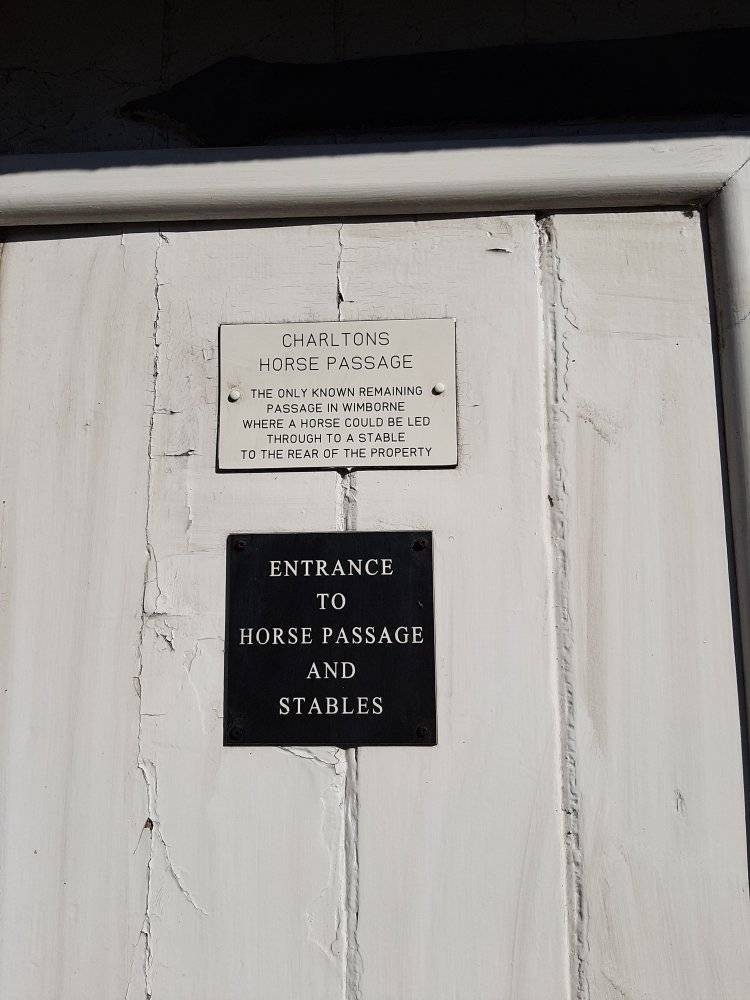 CHARLTONS
HORSE PASSAGE
THE ONLY KNOWN REMAINING
PASSAGE IN WIMBORNE
WHERE A HORSE COULD BE LED
THROUGH TO A STABLE
TO THE REAR OF THE PROPERTY
ENTRANCE
TO
HORSE PASSAGE
AND
STABLES